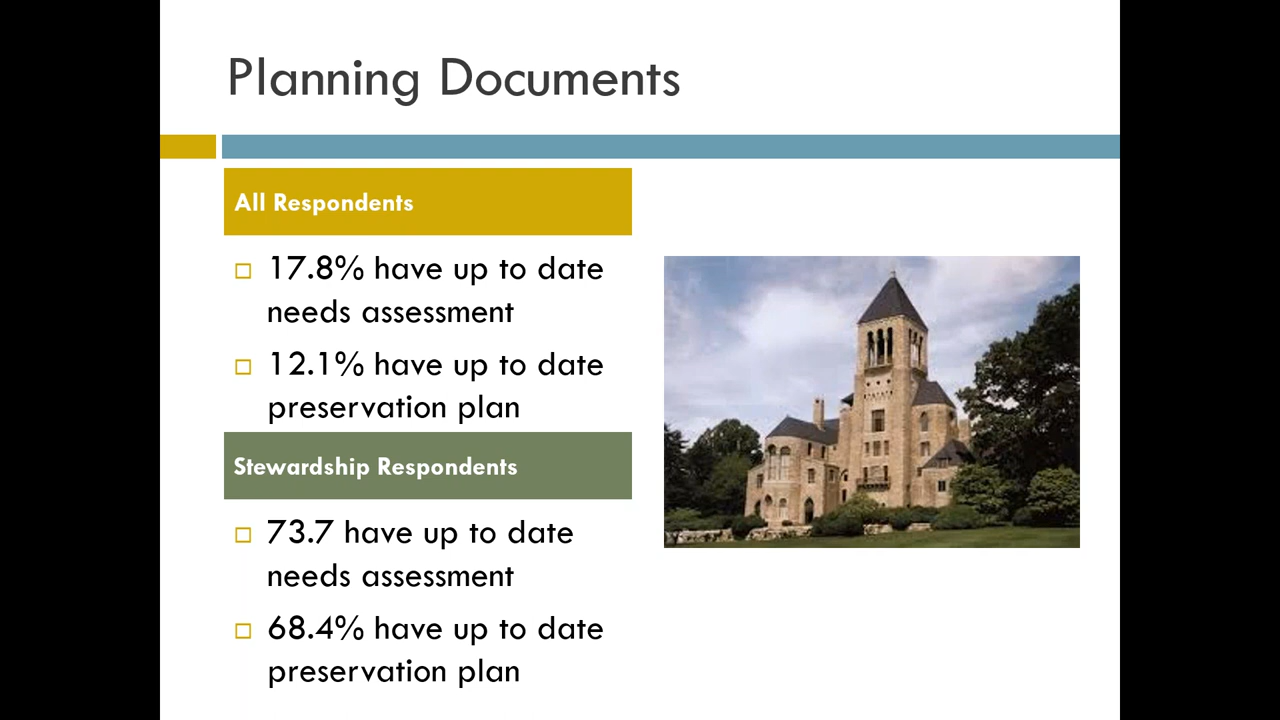 Planning Documents
All Respondents
17.8% have up to date
needs assessment
12.1% have up to date
preservation plan
Stewardship Respondents
73.7 have up to date
needs assessment
68.4% have up to date
preservation plan